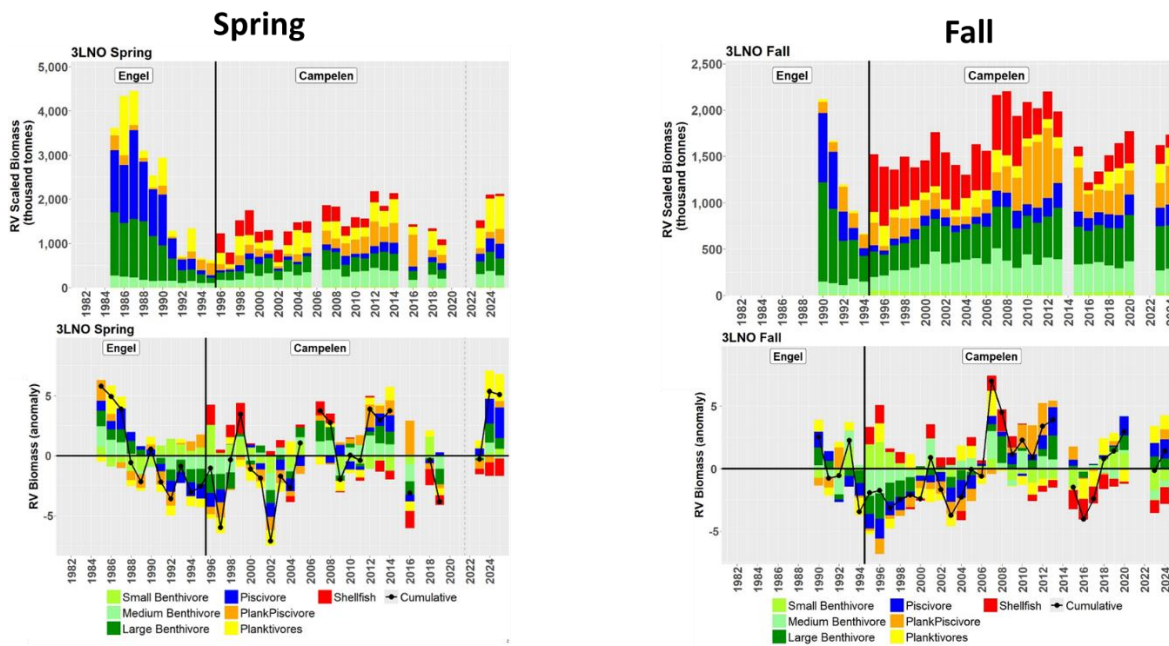 Spring
3LNO Spring
Engel
Campelen
RV Scaled Biomass
(thousand tonnes)
5,000
4,000
3,000
2,000
1,000
0
1982
1984
1986
1988
1990
1992
1994
1996
1998
2000
2002
2004
2006
2008
2010
2012
2014
2016
2018
2020
2022
2024
3LNO Spring
Engel
Campelen
RV Biomass (anomaly)
5
0
-5
1982
1984
1986
1988
1990
1992
1994
1996
1998
2000
2002
2004
2006
2008
2010
2012
2014
2016
2018
2020
2022
2024
Small Benthivore
Piscivore
Shellfish
Cumulative
Medium Benthivore
PlankPiscivore
Large Benthivore
Planktivores
Fall
3LNO Fall
Engel
Campelen
RV Scaled Biomass
(thousand tonnes)
2,500
2,000
1,500
1,000
500
0
1982
1984
1986
1988
1990
1992
1994
1996
1998
2000
2002
2004
2006
2008
2010
2012
2014
2016
2018
2020
2022
3LNO Fall
Engel
Campelen
RV Biomass (anomaly)
5
0
-5
1982
1984
1986
1988
1990
1992
1994
1996
1998
2000
2002
2004
2006
2008
2010
2012
2014
2016
2018
2020
2022
Small Benthivore
Piscivore
Shellfish
Cumulative
Medium Benthivore
PlankPiscivore
Large Benthivore
Planktivores